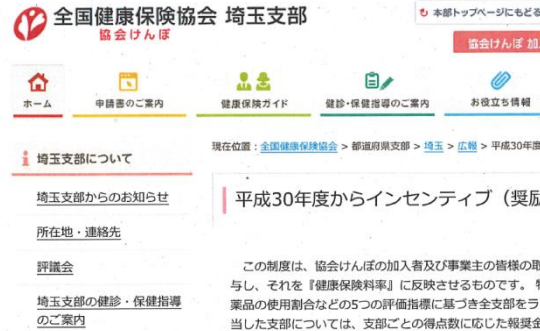 全国健康保険協会 埼玉支部
協会けんぽ
本部トップページにもどる
協会けんぽ 加
ホーム
申請書のご案内
健康保険ガイド
健診・保健指導のご案内
お役立ち情報
現在位置：全国健康保険協会 > 都道府県支部 > 埼玉 > 広報 > 平成30年度
埼玉支部について
埼玉支部からのお知らせ
所在地・連絡先
評議会
埼玉支部の健診・保健指導
のご案内
平成30年度からインセンティブ（奨励
この制度は、協会けんぽの加入者及び事業主の皆様の取
与し、それを『健康保険料率』に反映させるものです。
薬品の使用割合などの5つの評価指標に基づき全支部をラ
当した支部については、支部ごとの得点数に応じた報奨金